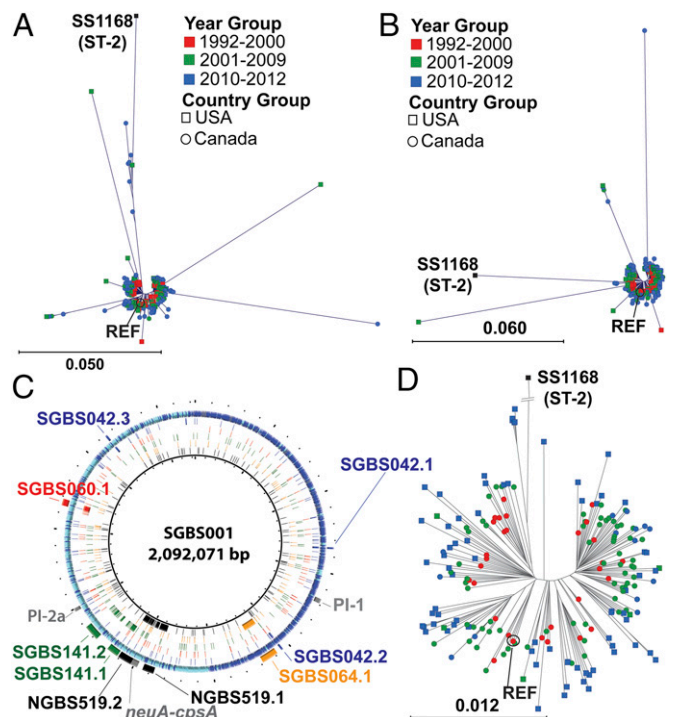 A
SS1168
(ST-2)
Year Group
1992-2000
2001-2009
2010-2012
Country Group
USA
Canada
REF
0.050
B
Year Group
1992-2000
2001-2009
2010-2012
Country Group
USA
Canada
SS1168
(ST-2)
REF
0.060
C
SGBS042.3
SGBS042.1
SGBS060.1
SGBS001
2,092,071 bp
PI-2a
PI-1
SGBS141.2
SGBS141.1
SGBS042.2
SGBS064.1
NGBS519.2
NGBS519.1
neuA-cpsA
D
SS1168
(ST-2)
REF
0.012